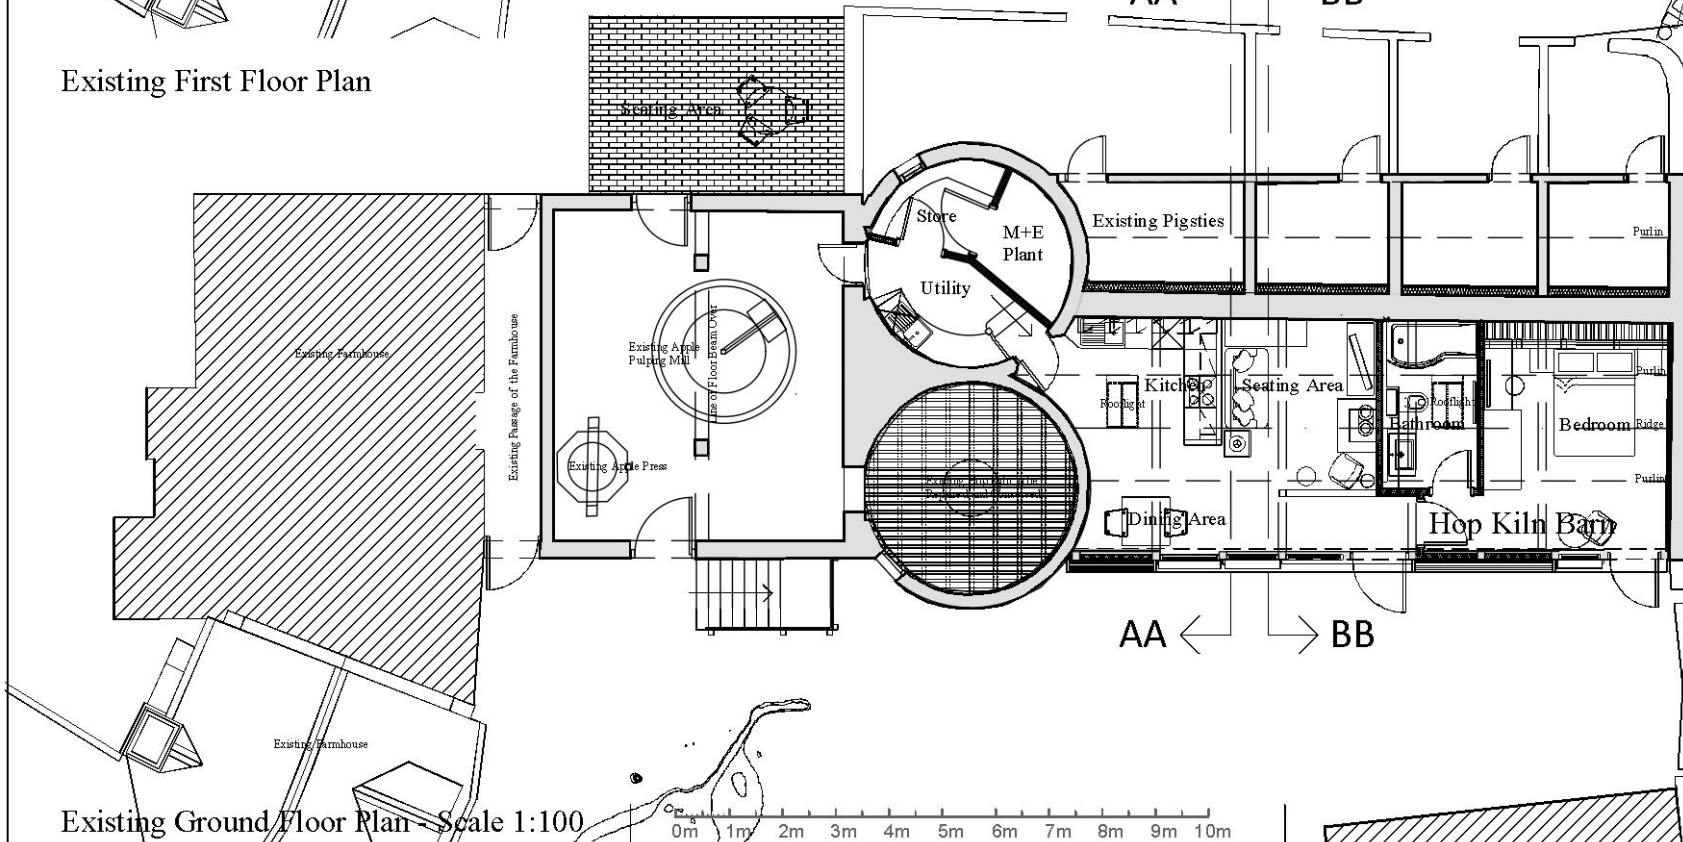 AA
BB
Existing First Floor Plan
Seating Area
Store
M+E
Plant
Existing Pigsties
Purlin
Utility
Existing Farmhouse
Existing Passage of the Farmhouse
Existing Apple
Pulping Mill
Line of Floor Beam Over
Existing Apple Press
Kitchen
Seating Area
Rooflight
Rooflight
Bathroom
Bedroom
Purlin
Ridge
Purlin
Dining Area
Hop Kiln Barn
AA
BB
Existing Farmhouse
Existing Ground Floor Plan - Scale 1:100
0m 1m 2m 3m 4m 5m 6m 7m 8m 9m 10m